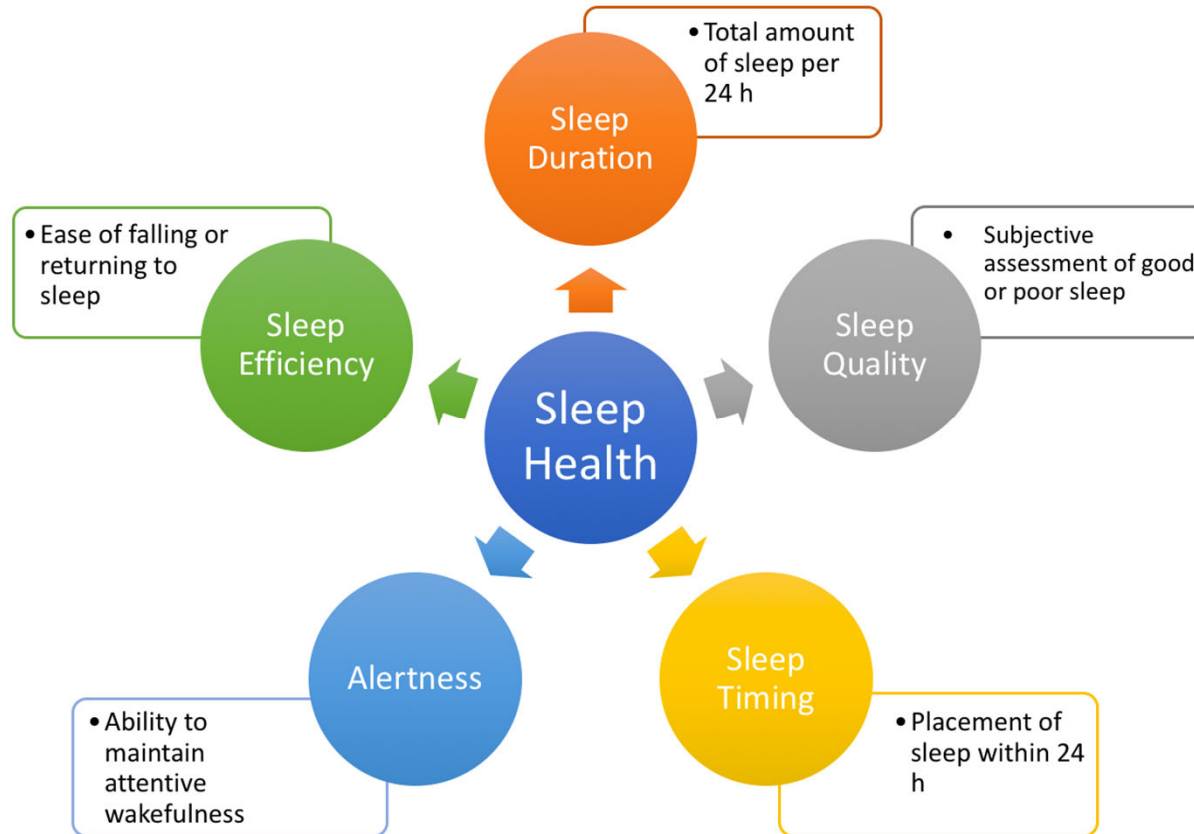 Sleep
Duration
• Total amount
of sleep per
24 h
Sleep
Quality
• Subjective
assessment of good
or poor sleep
Sleep
Timing
• Placement of
sleep within 24
h
Alertness
• Ability to
maintain
attentive
wakefulness
Sleep
Efficiency
• Ease of falling or
returning to
sleep
Sleep
Health